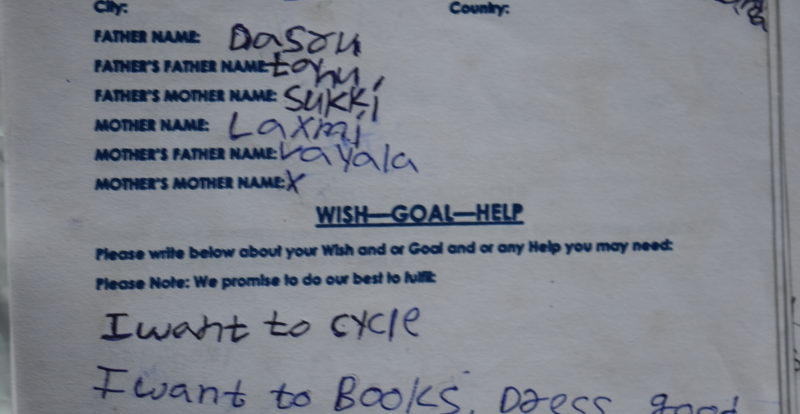 City: Country:
FATHER NAME: Dasru
FATHER'S FATHER NAME: tohu
FATHER'S MOTHER NAME: Sukki
MOTHER NAME: Laxmi
MOTHER'S FATHER NAME: Vayala
MOTHER'S MOTHER NAME: X
WISH—GOAL—HELP
Please write below about your Wish and or Goal and or any Help you may need:
Please Note: We promise to do our best to fulfil:
I want to cycle
I want to Books, Dress, good